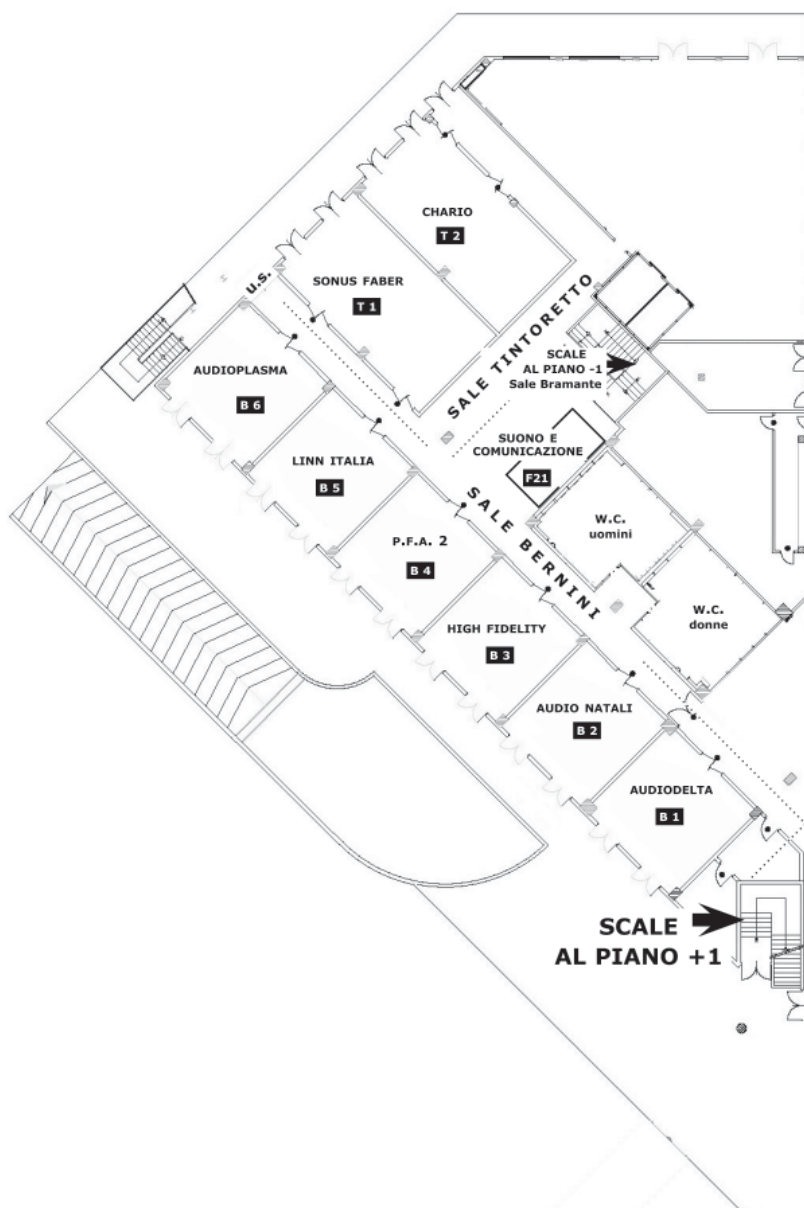 CHARIO
T 2
SONUS FABER
T 1
u.s.
SALE TINTORETTO
SCALE
AL PIANO -1
Sale Bramante
AUDIOPLASMA
B 6
LINN ITALIA
B 5
SUONO E
COMUNICAZIONE
F21
SALE BERNINI
P.F.A. 2
B 4
W.C.
uomini
HIGH FIDELITY
B 3
W.C.
donne
AUDIO NATALI
B 2
AUDIODELTA
B 1
SCALE
AL PIANO +1